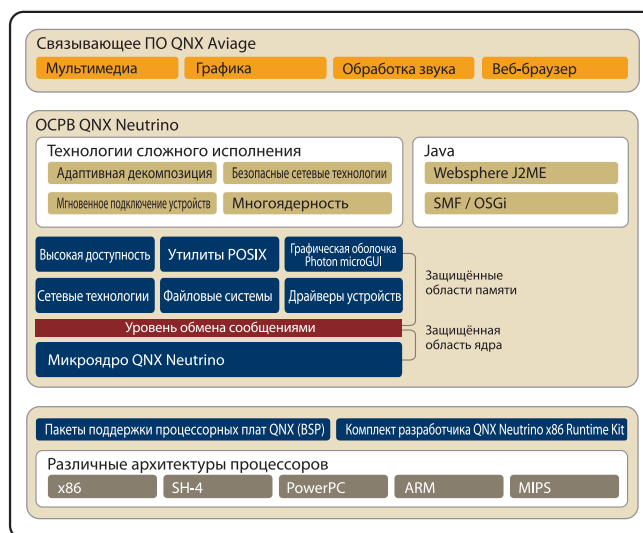 Связывающее ПО QNX Aviage
Мультимедиа
Графика
Обработка звука
Веб-браузер
ОСРВ QNX Neutrino
Технологии сложного исполнения
Адаптивная декомпозиция
Безопасные сетевые технологии
Мгновенное подключение устройств
Многоядерность
Java
Websphere J2ME
SMF / OSGi
Высокая доступность
Утилиты POSIX
Графическая оболочка
Photon microGUI
Сетевые технологии
Файловые системы
Драйверы устройств
Защищённые
области памяти
Уровень обмена сообщениями
Микроядро QNX Neutrino
Защищённая
область ядра
Пакеты поддержки процессорных плат QNX (BSP)
Комплект разработчика QNX Neutrino x86 Runtime Kit
Различные архитектуры процессоров
x86
SH-4
PowerPC
ARM
MIPS